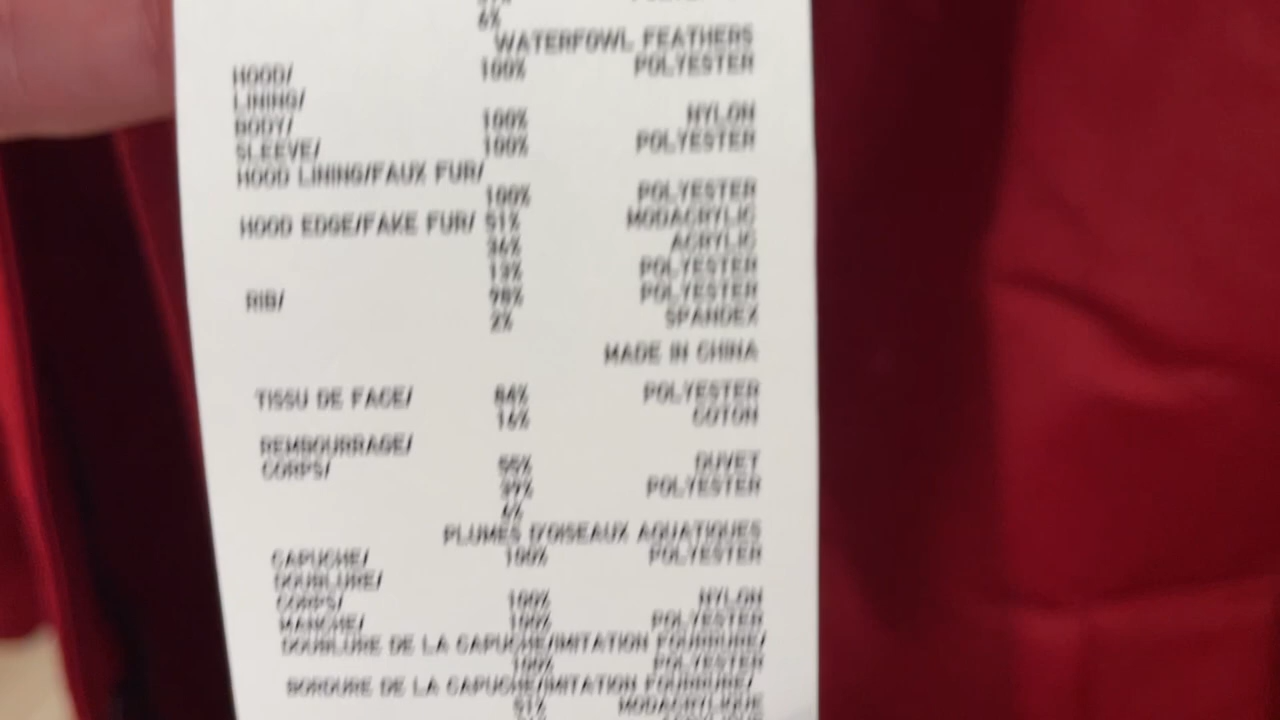 6%
WATERFOWL FEATHERS
HOOD/ 100% POLYESTER
LINING/
BODY/ 100% NYLON
SLEEVE/ 100% POLYESTER
HOOD LINING/FAUX FUR/
100% POLYESTER
HOOD EDGE/FAKE FUR/ 51% MODACRYLIC
36% ACRYLIC
13% POLYESTER
RIB/ 98% POLYESTER
2% SPANDEX
MADE IN CHINA
TISSU DE FACE/ 84% POLYESTER
16% COTON
REMBOURRAGE/
CORPS/ 55% DUVET
39% POLYESTER
6%
PLUMES D'OISEAUX AQUATIQUES
CAPUCHE/ 100% POLYESTER
DOUBLURE/
CORPS/ 100% NYLON
MANCHE/ 100% POLYESTER
DOUBLURE DE LA CAPUCHE/IMITATION FOURRURE/
100% POLYESTER
BORDURE DE LA CAPUCHE/IMITATION FOURRURE/
51% MODACRYLIQUE